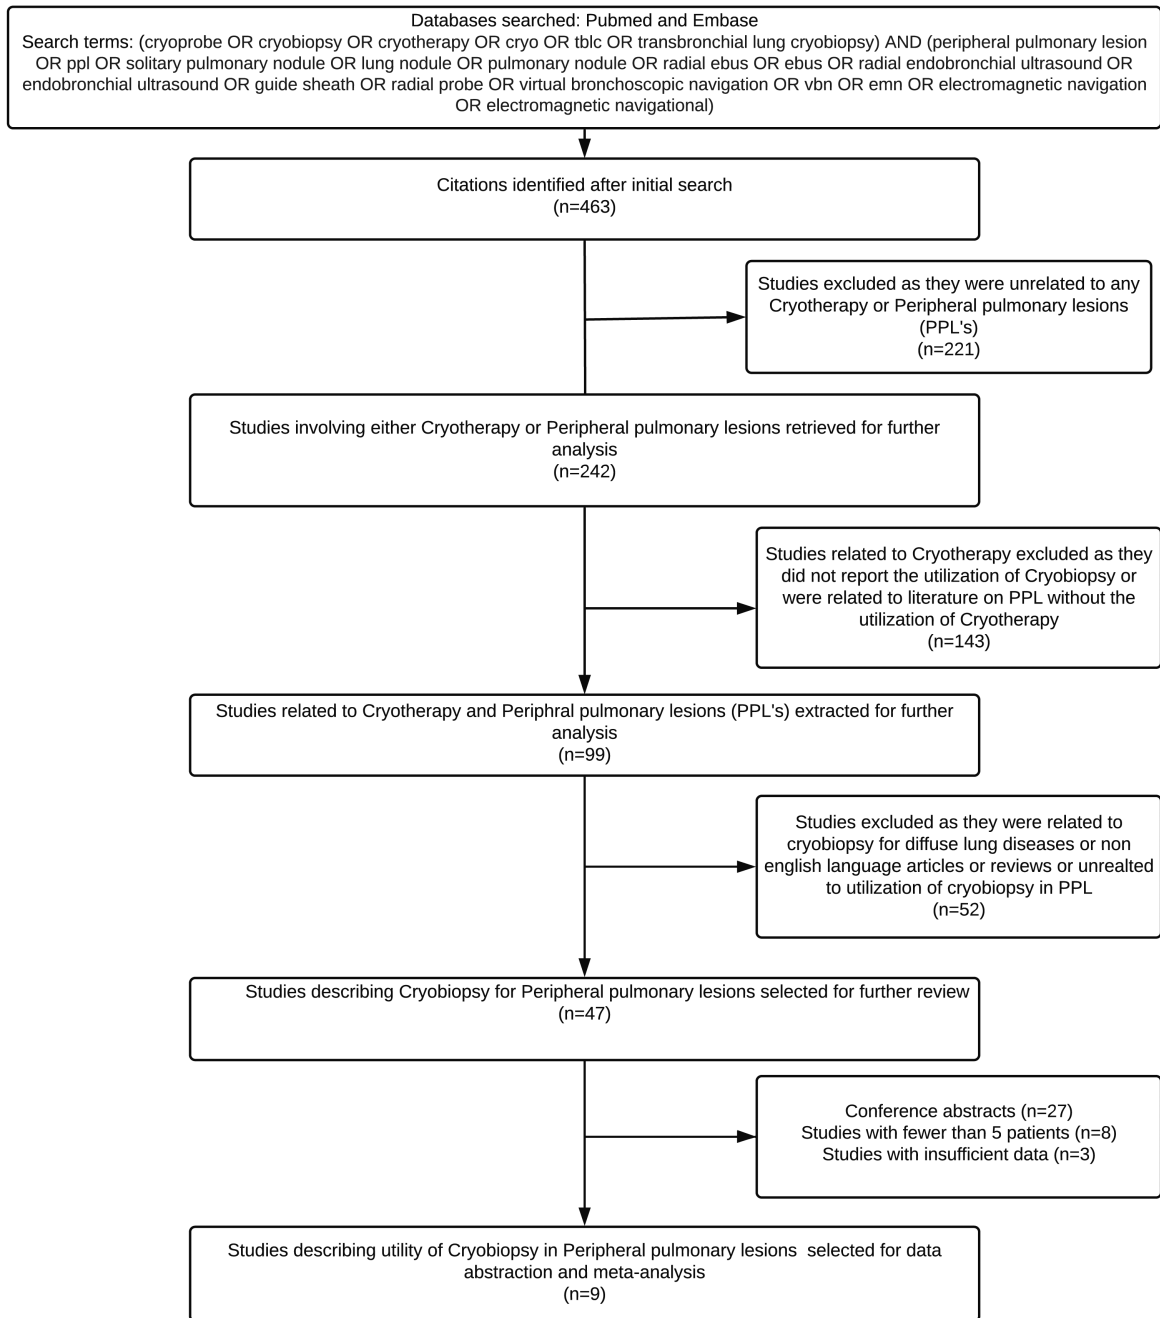 Databases searched: Pubmed and Embase
Search terms: (cryoprobe OR cryobiopsy OR cryotherapy OR cryo OR tblc OR transbronchial lung cryobiopsy) AND (peripheral pulmonary lesion
OR ppl OR solitary pulmonary nodule OR lung nodule OR pulmonary nodule OR radial ebus OR ebus OR radial endobronchial ultrasound OR
endobronchial ultrasound OR guide sheath OR radial probe OR virtual bronchoscopic navigation OR vbn OR emn OR electromagnetic navigation
OR electromagnetic navigational)
Citations identified after initial search
(n=463)
Studies excluded as they were unrelated to any
Cryotherapy or Peripheral pulmonary lesions
(PPL's)
(n=221)
Studies involving either Cryotherapy or Peripheral pulmonary lesions retrieved for further
analysis
(n=242)
Studies related to Cryotherapy excluded as they
did not report the utilization of Cryobiopsy or
were related to literature on PPL without the
utilization of Cryotherapy
(n=143)
Studies related to Cryotherapy and Periphral pulmonary lesions (PPL's) extracted for further
analysis
(n=99)
Studies excluded as they were related to
cryobiopsy for diffuse lung diseases or non
english language articles or reviews or unrealted
to utilization of cryobiopsy in PPL
(n=52)
Studies describing Cryobiopsy for Peripheral pulmonary lesions selected for further review
(n=47)
Conference abstracts (n=27)
Studies with fewer than 5 patients (n=8)
Studies with insufficient data (n=3)
Studies describing utility of Cryobiopsy in Peripheral pulmonary lesions  selected for data
abstraction and meta-analysis
(n=9)